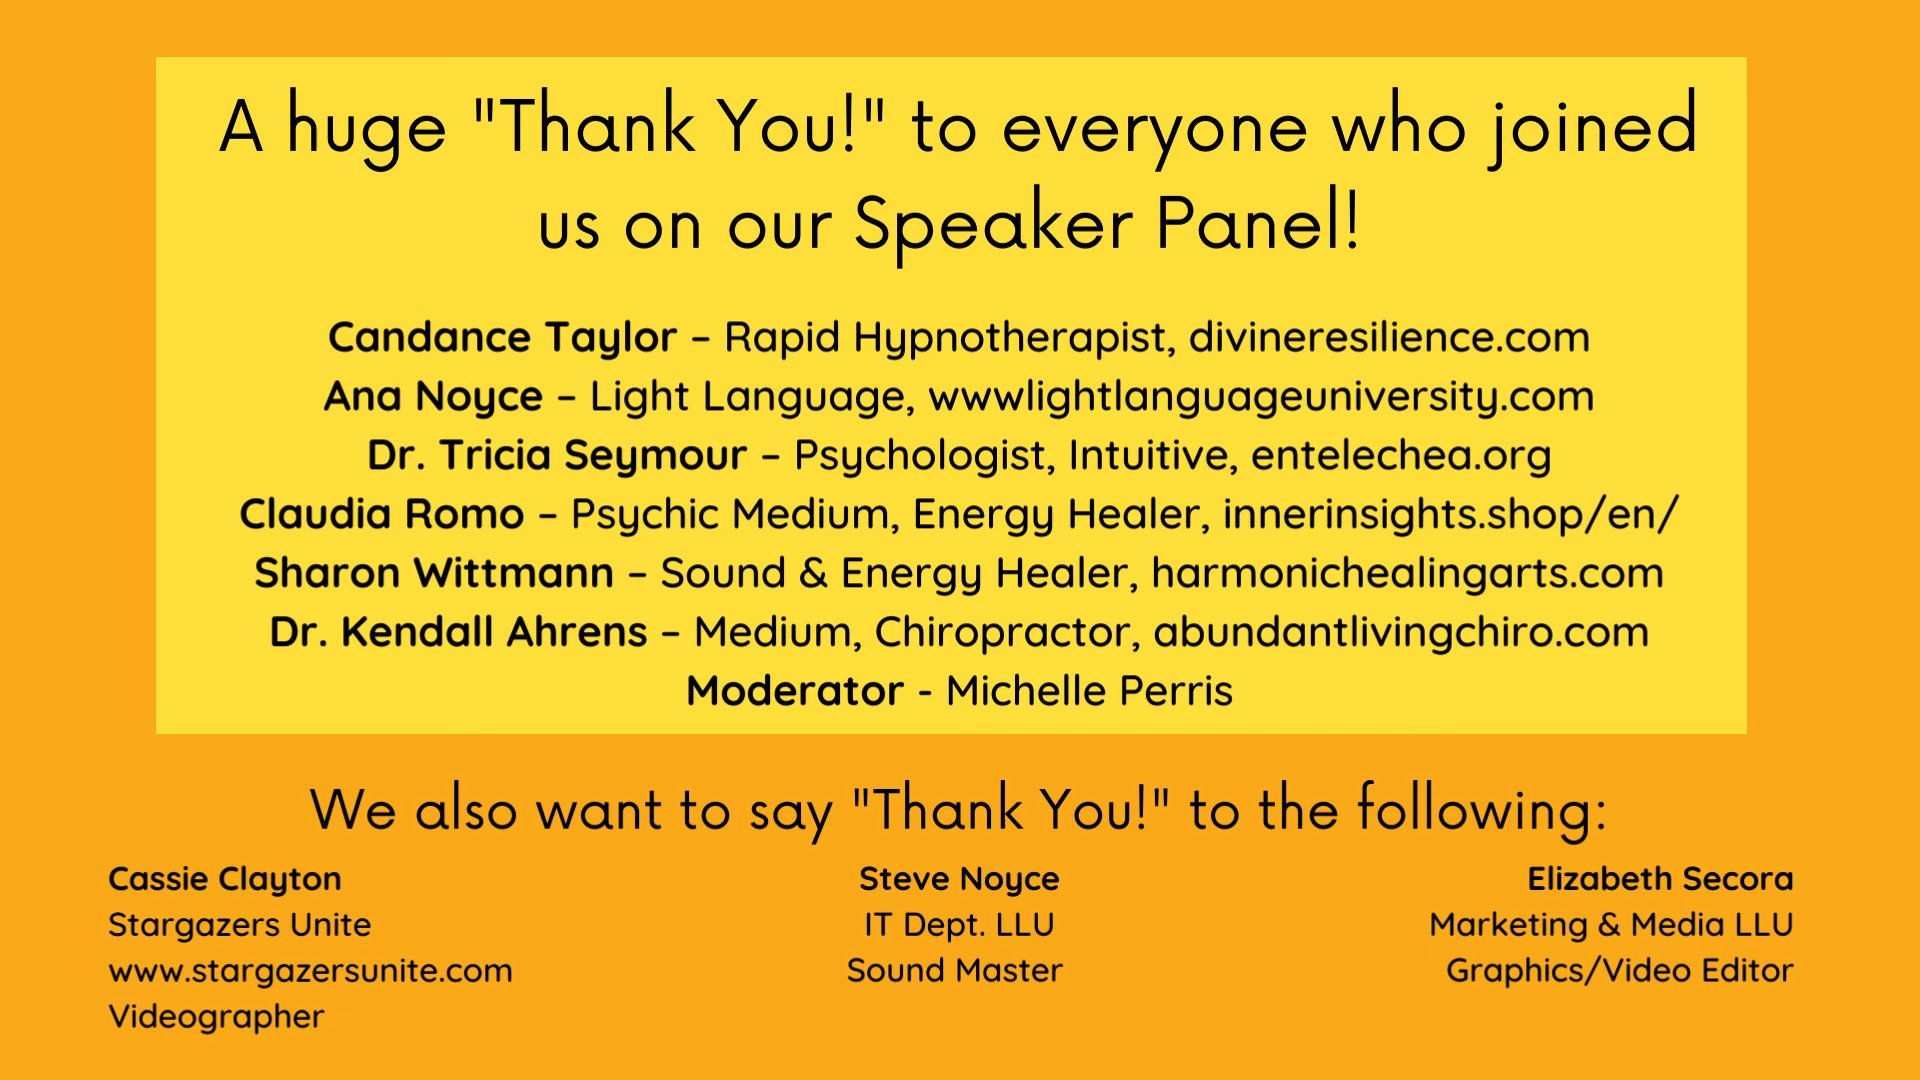 A huge "Thank You!" to everyone who joined
us on our Speaker Panel!
Candance Taylor – Rapid Hypnotherapist, divineresilience.com
Ana Noyce – Light Language, wwwlightlanguageuniversity.com
Dr. Tricia Seymour – Psychologist, Intuitive, entelechea.org
Claudia Romo – Psychic Medium, Energy Healer, innerinsights.shop/en/
Sharon Wittmann – Sound & Energy Healer, harmonichealingarts.com
Dr. Kendall Ahrens – Medium, Chiropractor, abundantlivingchiro.com
Moderator - Michelle Perris
We also want to say "Thank You!" to the following:
Cassie Clayton
Stargazers Unite
www.stargazersunite.com
Videographer
Steve Noyce
IT Dept. LLU
Sound Master
Elizabeth Secora
Marketing & Media LLU
Graphics/Video Editor